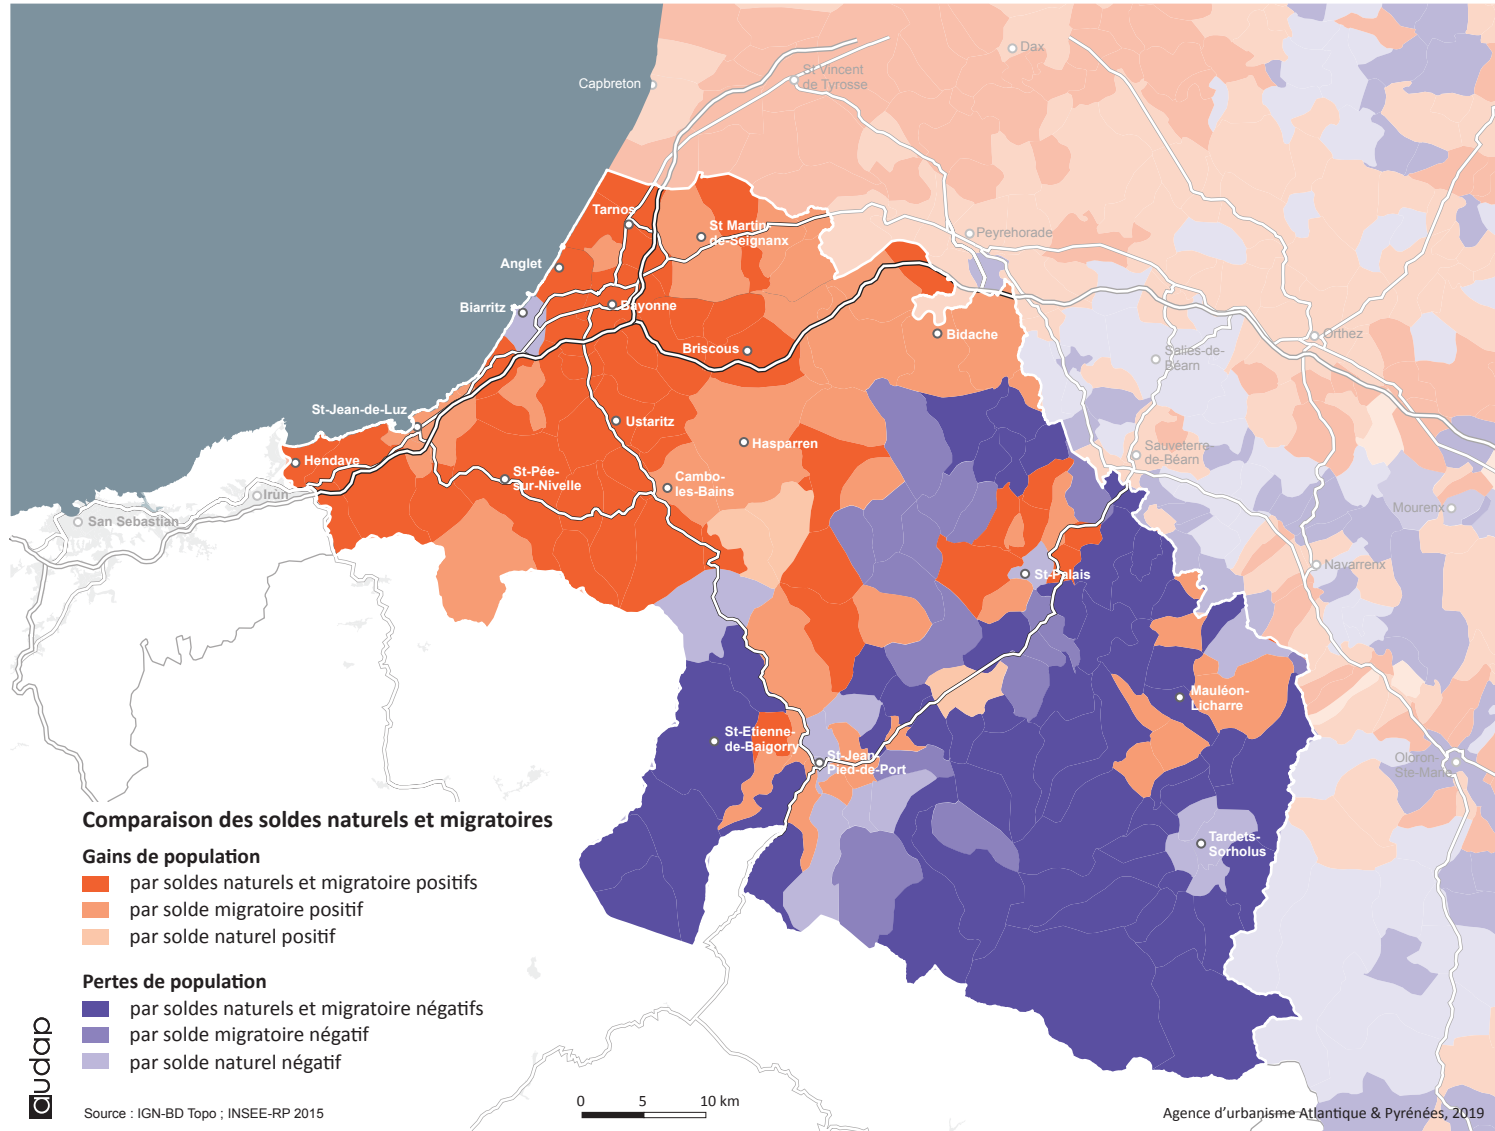 Dax
St Vincent
de Tyrosse
Capbreton
Tarnos
St Martin
de-Seignanx
Peyrehorade
Anglet
Biarritz
Bayonne
Bidache
Orthez
Briscous
Salies-de-
Béarn
St-Jean-de-Luz
Ustaritz
Hasparren
Sauveterre-
de-Béarn
Hendaye
St-Pée-
sur-Nivelle
Cambo-
les-Bains
Irun
San Sebastian
Mourenx
Navarrenx
St-Palais
Mauléon-
Licharre
St-Etienne-
de-Baigorry
St-Jean-
Pied-de-Port
Oloron-
Ste-Marie
Tardets-
Sorholus
Comparaison des soldes naturels et migratoires
Gains de population
par soldes naturels et migratoire positifs
par solde migratoire positif
par solde naturel positif
Pertes de population
par soldes naturels et migratoire négatifs
par solde migratoire négatif
par solde naturel négatif
audap
Source : IGN-BD Topo ; INSEE-RP 2015
0 5 10 km
Agence d'urbanisme Atlantique & Pyrénées, 2019